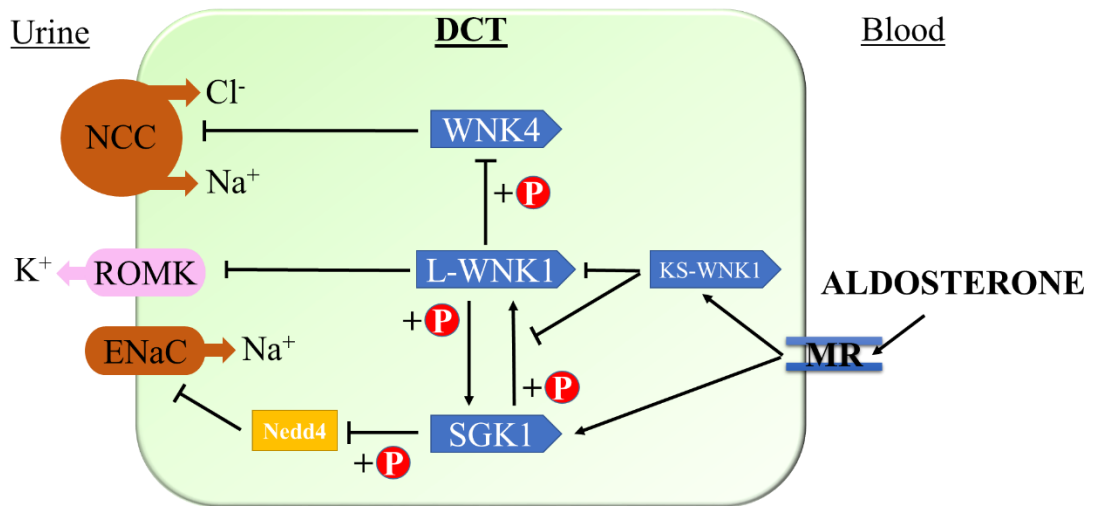 Urine
DCT
Blood
Cl⁻
NCC
WNK4
Na⁺
+ P
K⁺
ROMK
L-WNK1
KS-WNK1
ALDOSTERONE
+ P
ENaC
Na⁺
MR
+ P
Nedd4
SGK1
+ P